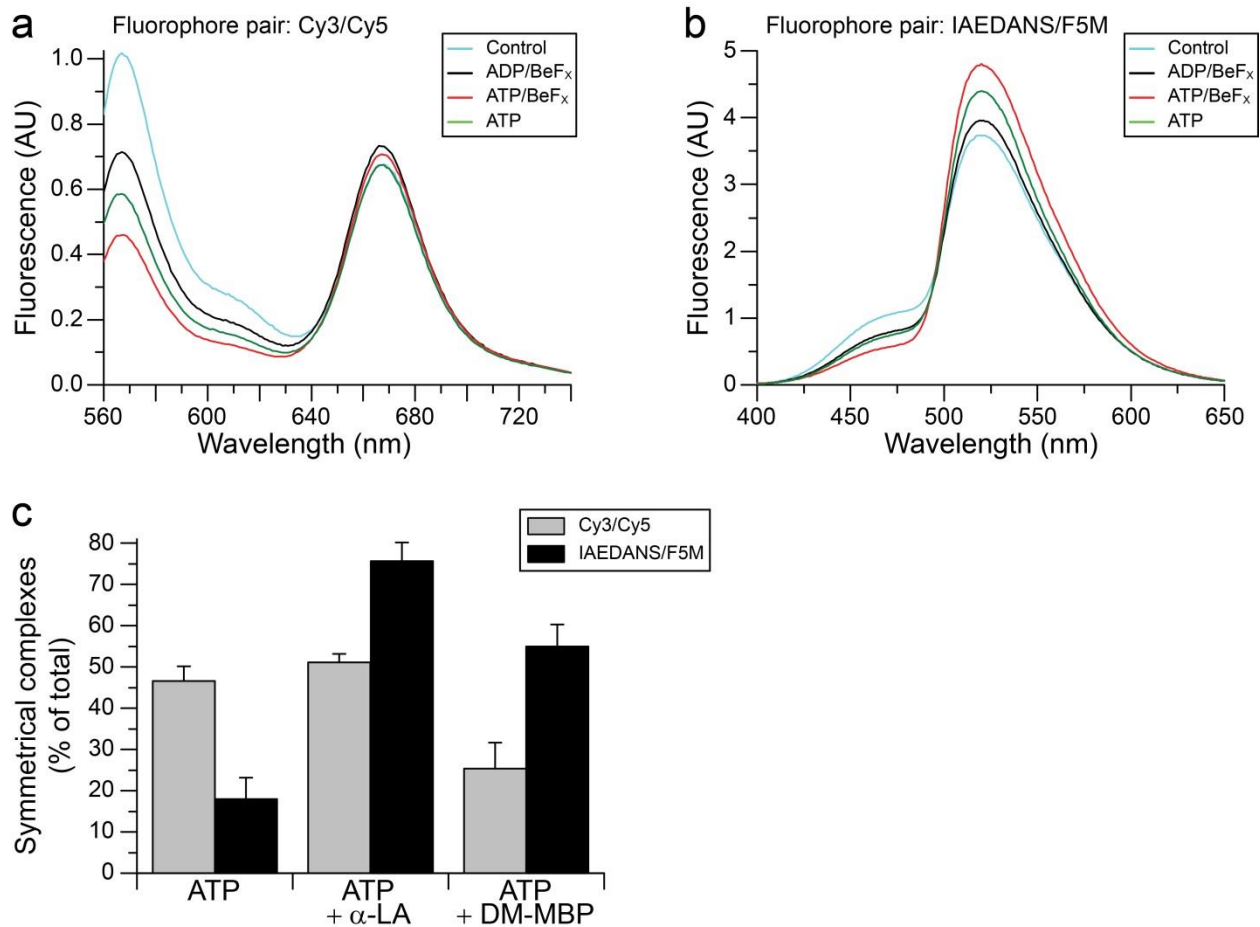 a
Fluorophore pair: Cy3/Cy5
Control
ADP/BeFx
ATP/BeFx
ATP
Fluorescence (AU)
1.0
0.8
0.6
0.4
0.2
0.0
560
600
640
680
720
Wavelength (nm)
b
Fluorophore pair: IAEDANS/F5M
Control
ADP/BeFx
ATP/BeFx
ATP
Fluorescence (AU)
5
4
3
2
1
0
400
450
500
550
600
650
Wavelength (nm)
c
Cy3/Cy5
IAEDANS/F5M
Symmetrical complexes
(% of total)
80
70
60
50
40
30
20
10
0
ATP
ATP
+ α-LA
ATP
+ DM-MBP